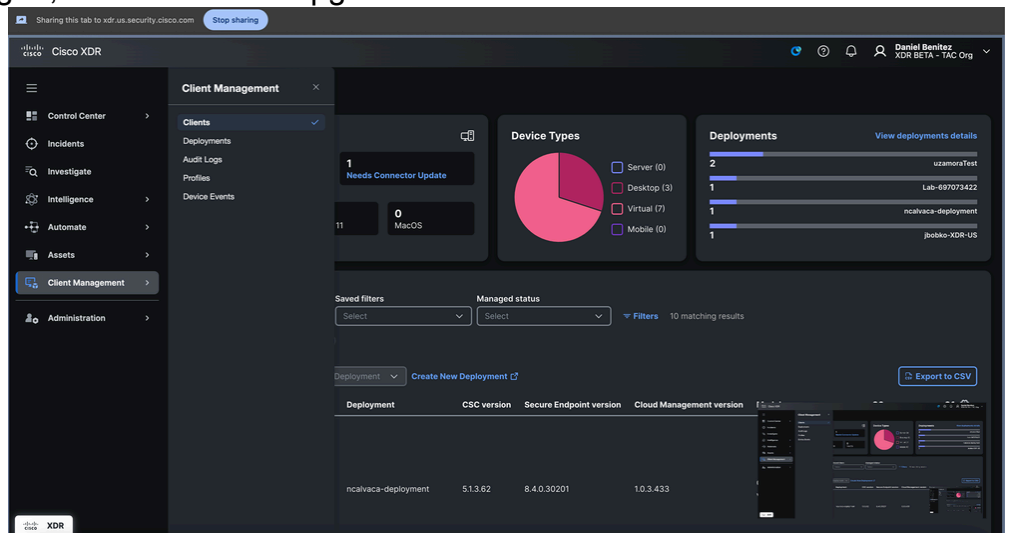 Sharing this tab to xdr.us.security.cisco.com Stop sharing
cisco Cisco XDR
Daniel Benitez
XDR BETA - TAC Org
Control Center
Incidents
Investigate
Intelligence
Automate
Assets
Client Management
Administration
Client Management
Clients
Deployments
Audit Logs
Profiles
Device Events
1
Needs Connector Update
11
0
MacOS
Device Types
Server (0)
Desktop (3)
Virtual (7)
Mobile (0)
Deployments View deployments details
2 uzamoraTest
1 Lab-697073422
1 ncalvaca-deployment
1 jbobko-XDR-US
Saved filters Managed status
Select Select Filters 10 matching results
Deployment Create New Deployment Export to CSV
Deployment CSC version Secure Endpoint version Cloud Management version
ncalvaca-deployment 5.1.3.62 8.4.0.30201 1.0.3.433
cisco XDR